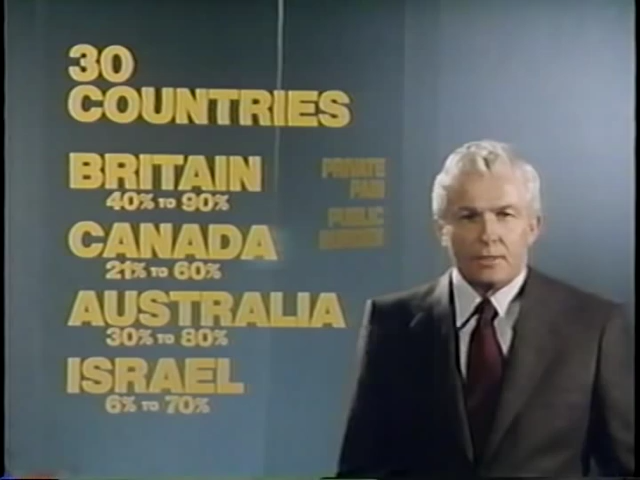 30
COUNTRIES
BRITAIN
40% TO 90%
CANADA
21% TO 60%
AUSTRALIA
30% TO 80%
ISRAEL
6% TO 70%
PRIVATE
PAIN
PUBLIC